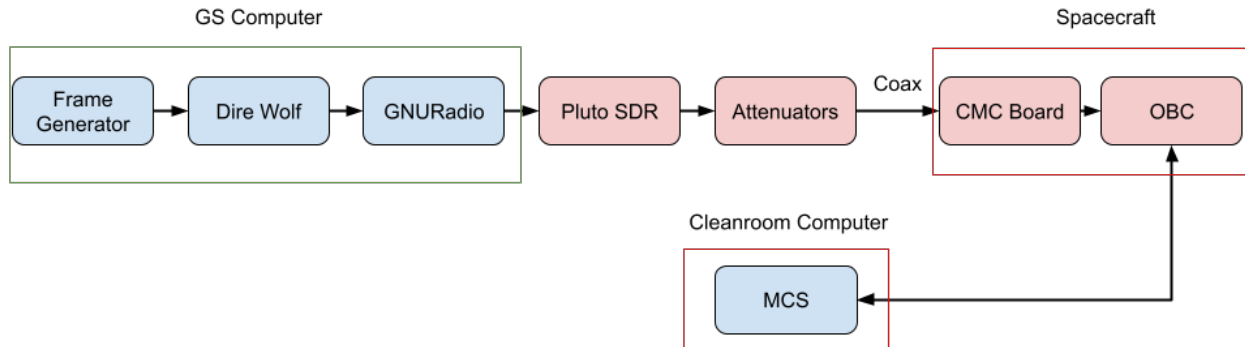 GS Computer
Spacecraft
Frame
Generator
Dire Wolf
GNURadio
Pluto SDR
Attenuators
Coax
CMC Board
OBC
Cleanroom Computer
MCS